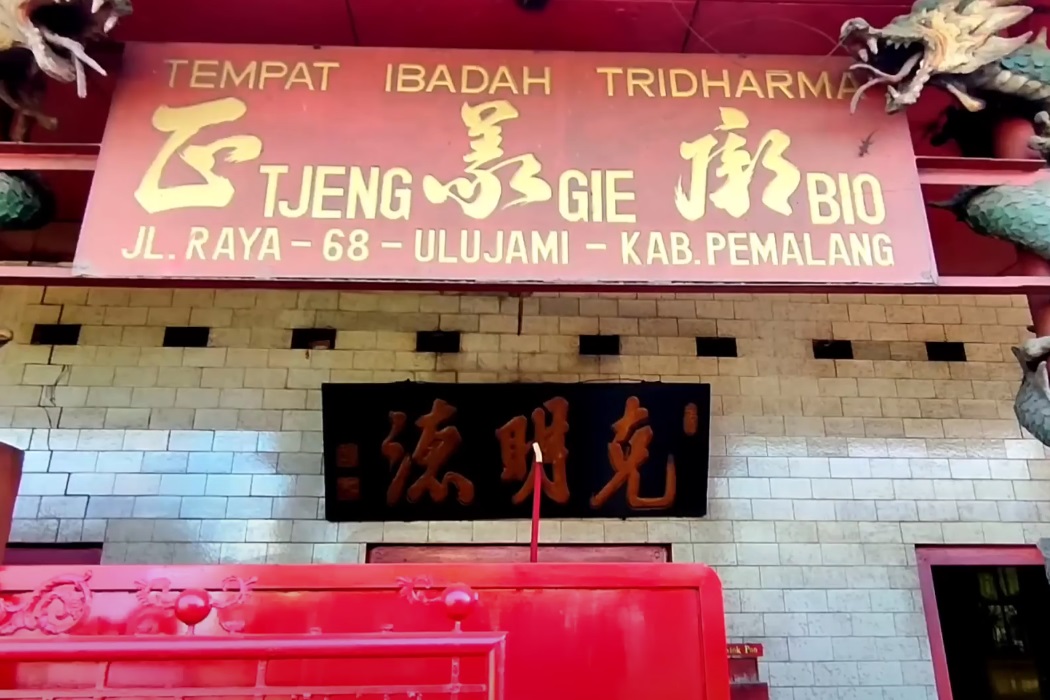 TEMPAT IBADAH TRIDHARMA
正 TJENG 義 GIE 廟 BIO
JL. RAYA - 68 - ULUJAMI - KAB. PEMALANG
克明德